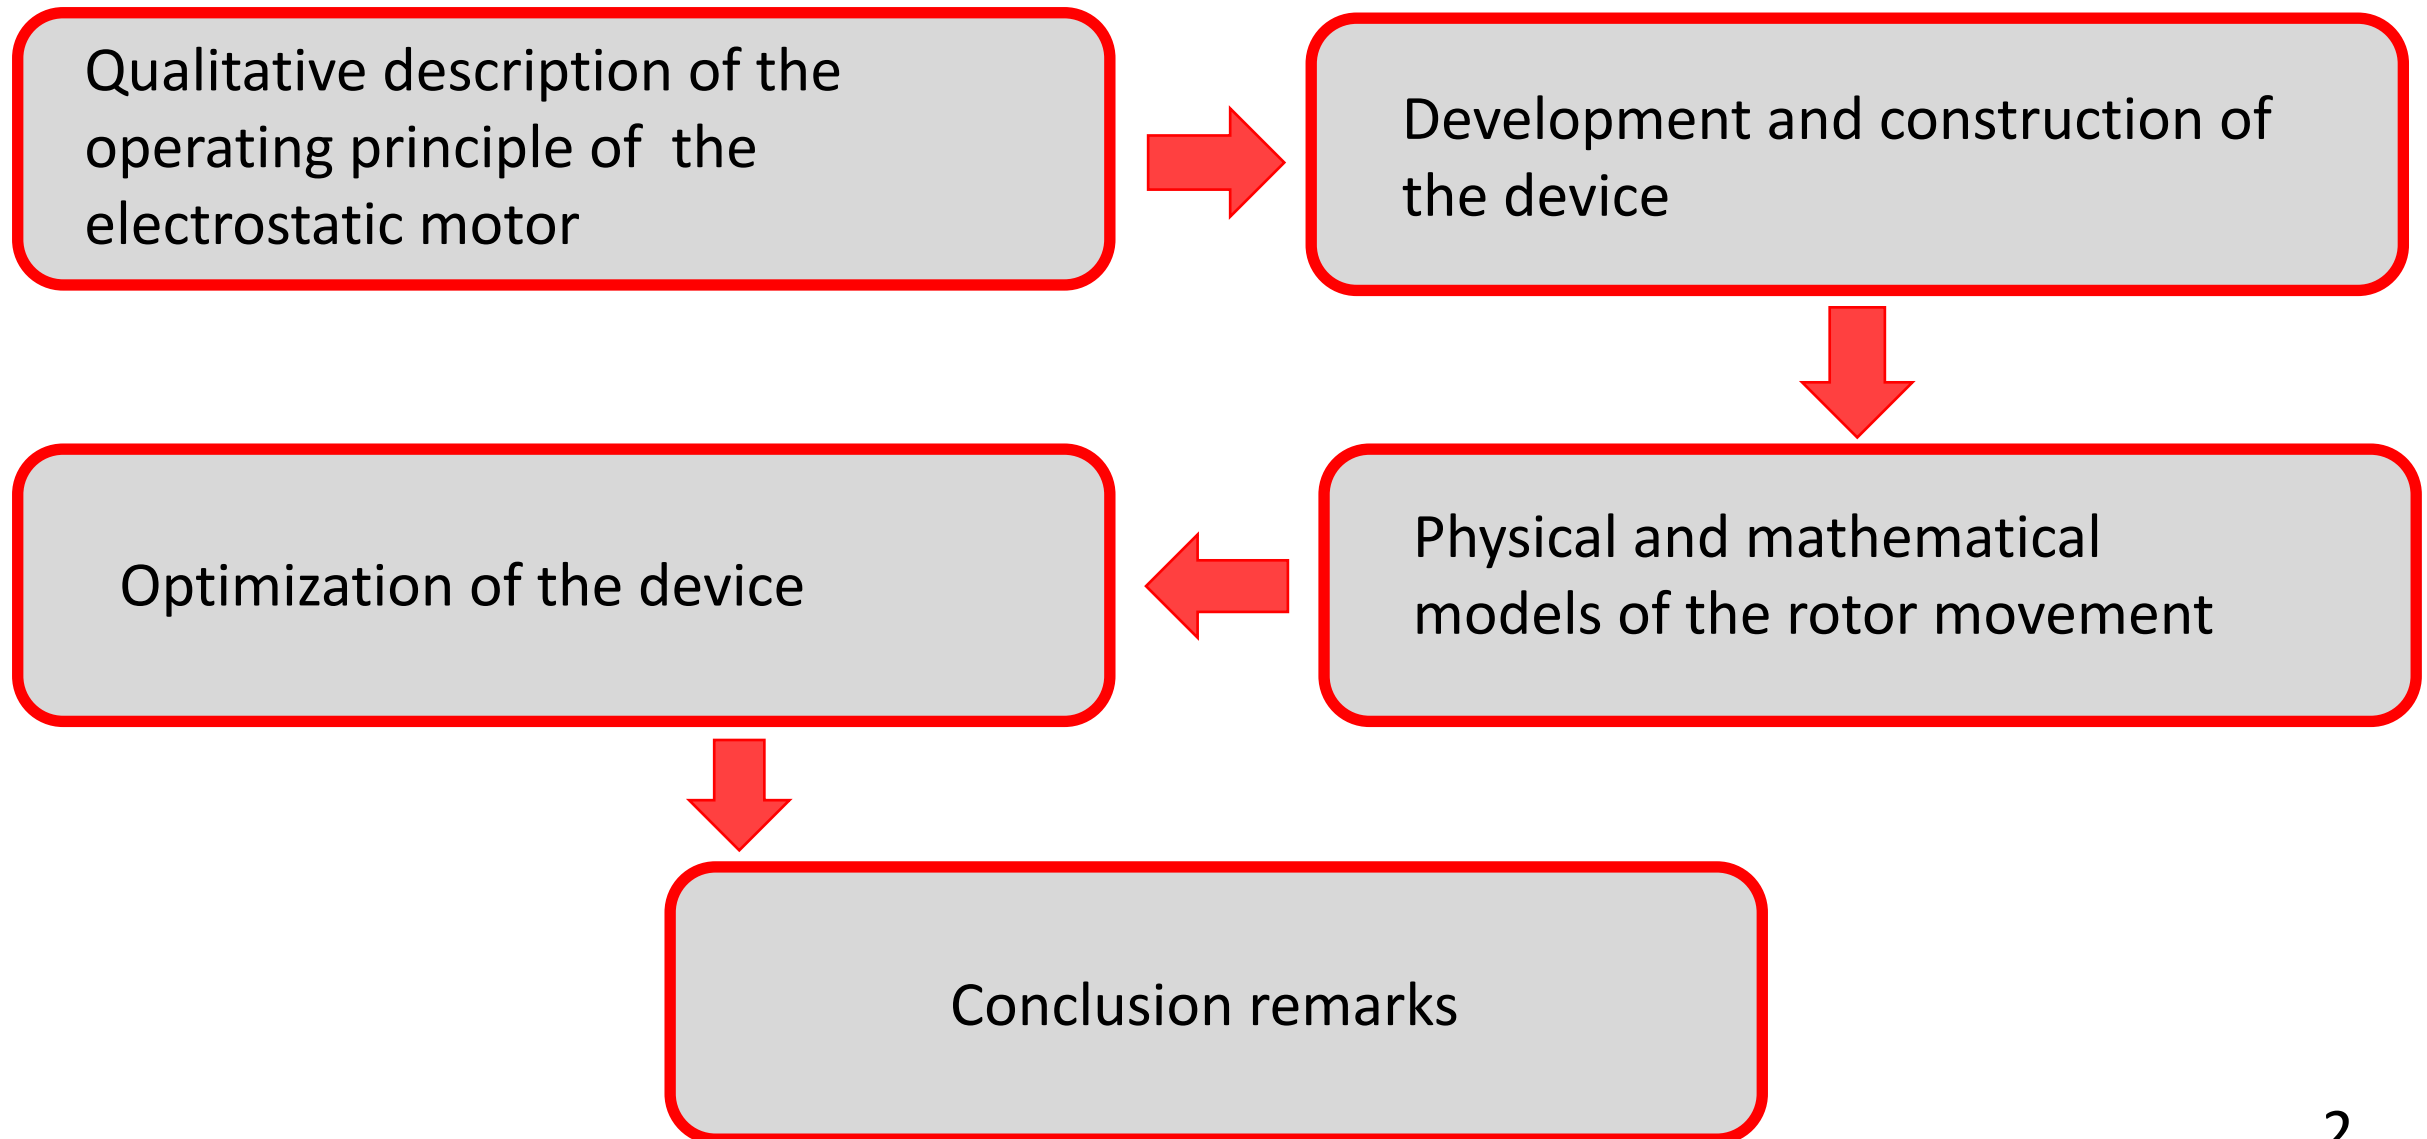 Qualitative description of the
operating principle of  the
electrostatic motor
Development and construction of
the device
Physical and mathematical
models of the rotor movement
Optimization of the device
Conclusion remarks
2